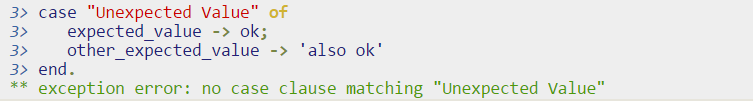 3> case "Unexpected Value" of
3>    expected_value -> ok;
3>    other_expected_value -> 'also ok'
3> end.
** exception error: no case clause matching "Unexpected Value"